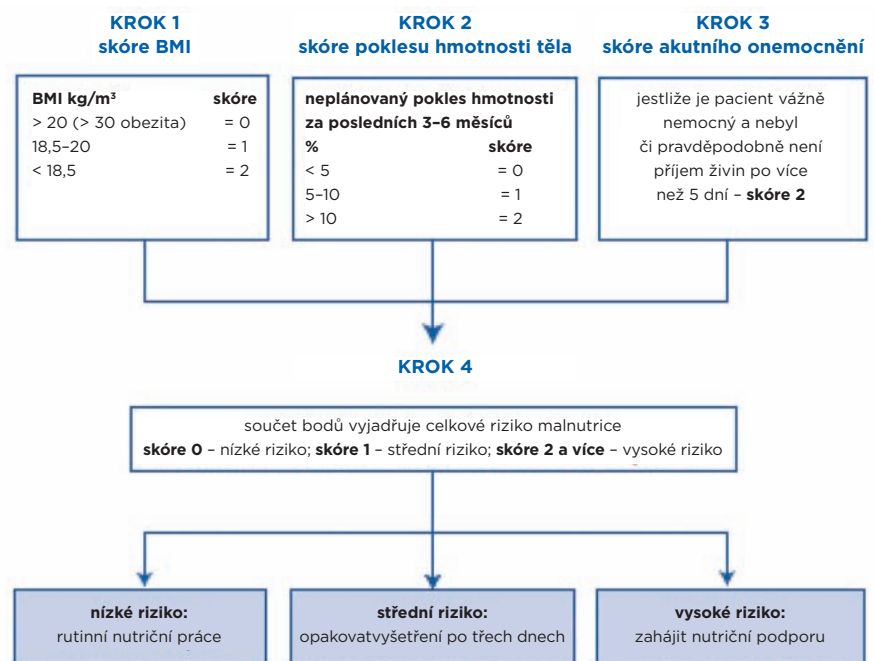 KROK 1
skóre BMI
BMI kg/m³ skóre
> 20 (> 30 obezita) = 0
18,5–20 = 1
< 18,5 = 2
KROK 2
skóre poklesu hmotnosti těla
neplánovaný pokles hmotnosti
za posledních 3–6 měsíců
% skóre
< 5 = 0
5–10 = 1
> 10 = 2
KROK 3
skóre akutního onemocnění
jestliže je pacient vážně
nemocný a nebyl
či pravděpodobně není
příjem živin po více
než 5 dní – skóre 2
KROK 4
součet bodů vyjadřuje celkové riziko malnutrice
skóre 0 – nízké riziko; skóre 1 – střední riziko; skóre 2 a více – vysoké riziko
nízké riziko:
rutinní nutriční práce
střední riziko:
opakovatvyšetření po třech dnech
vysoké riziko:
zahájit nutriční podporu